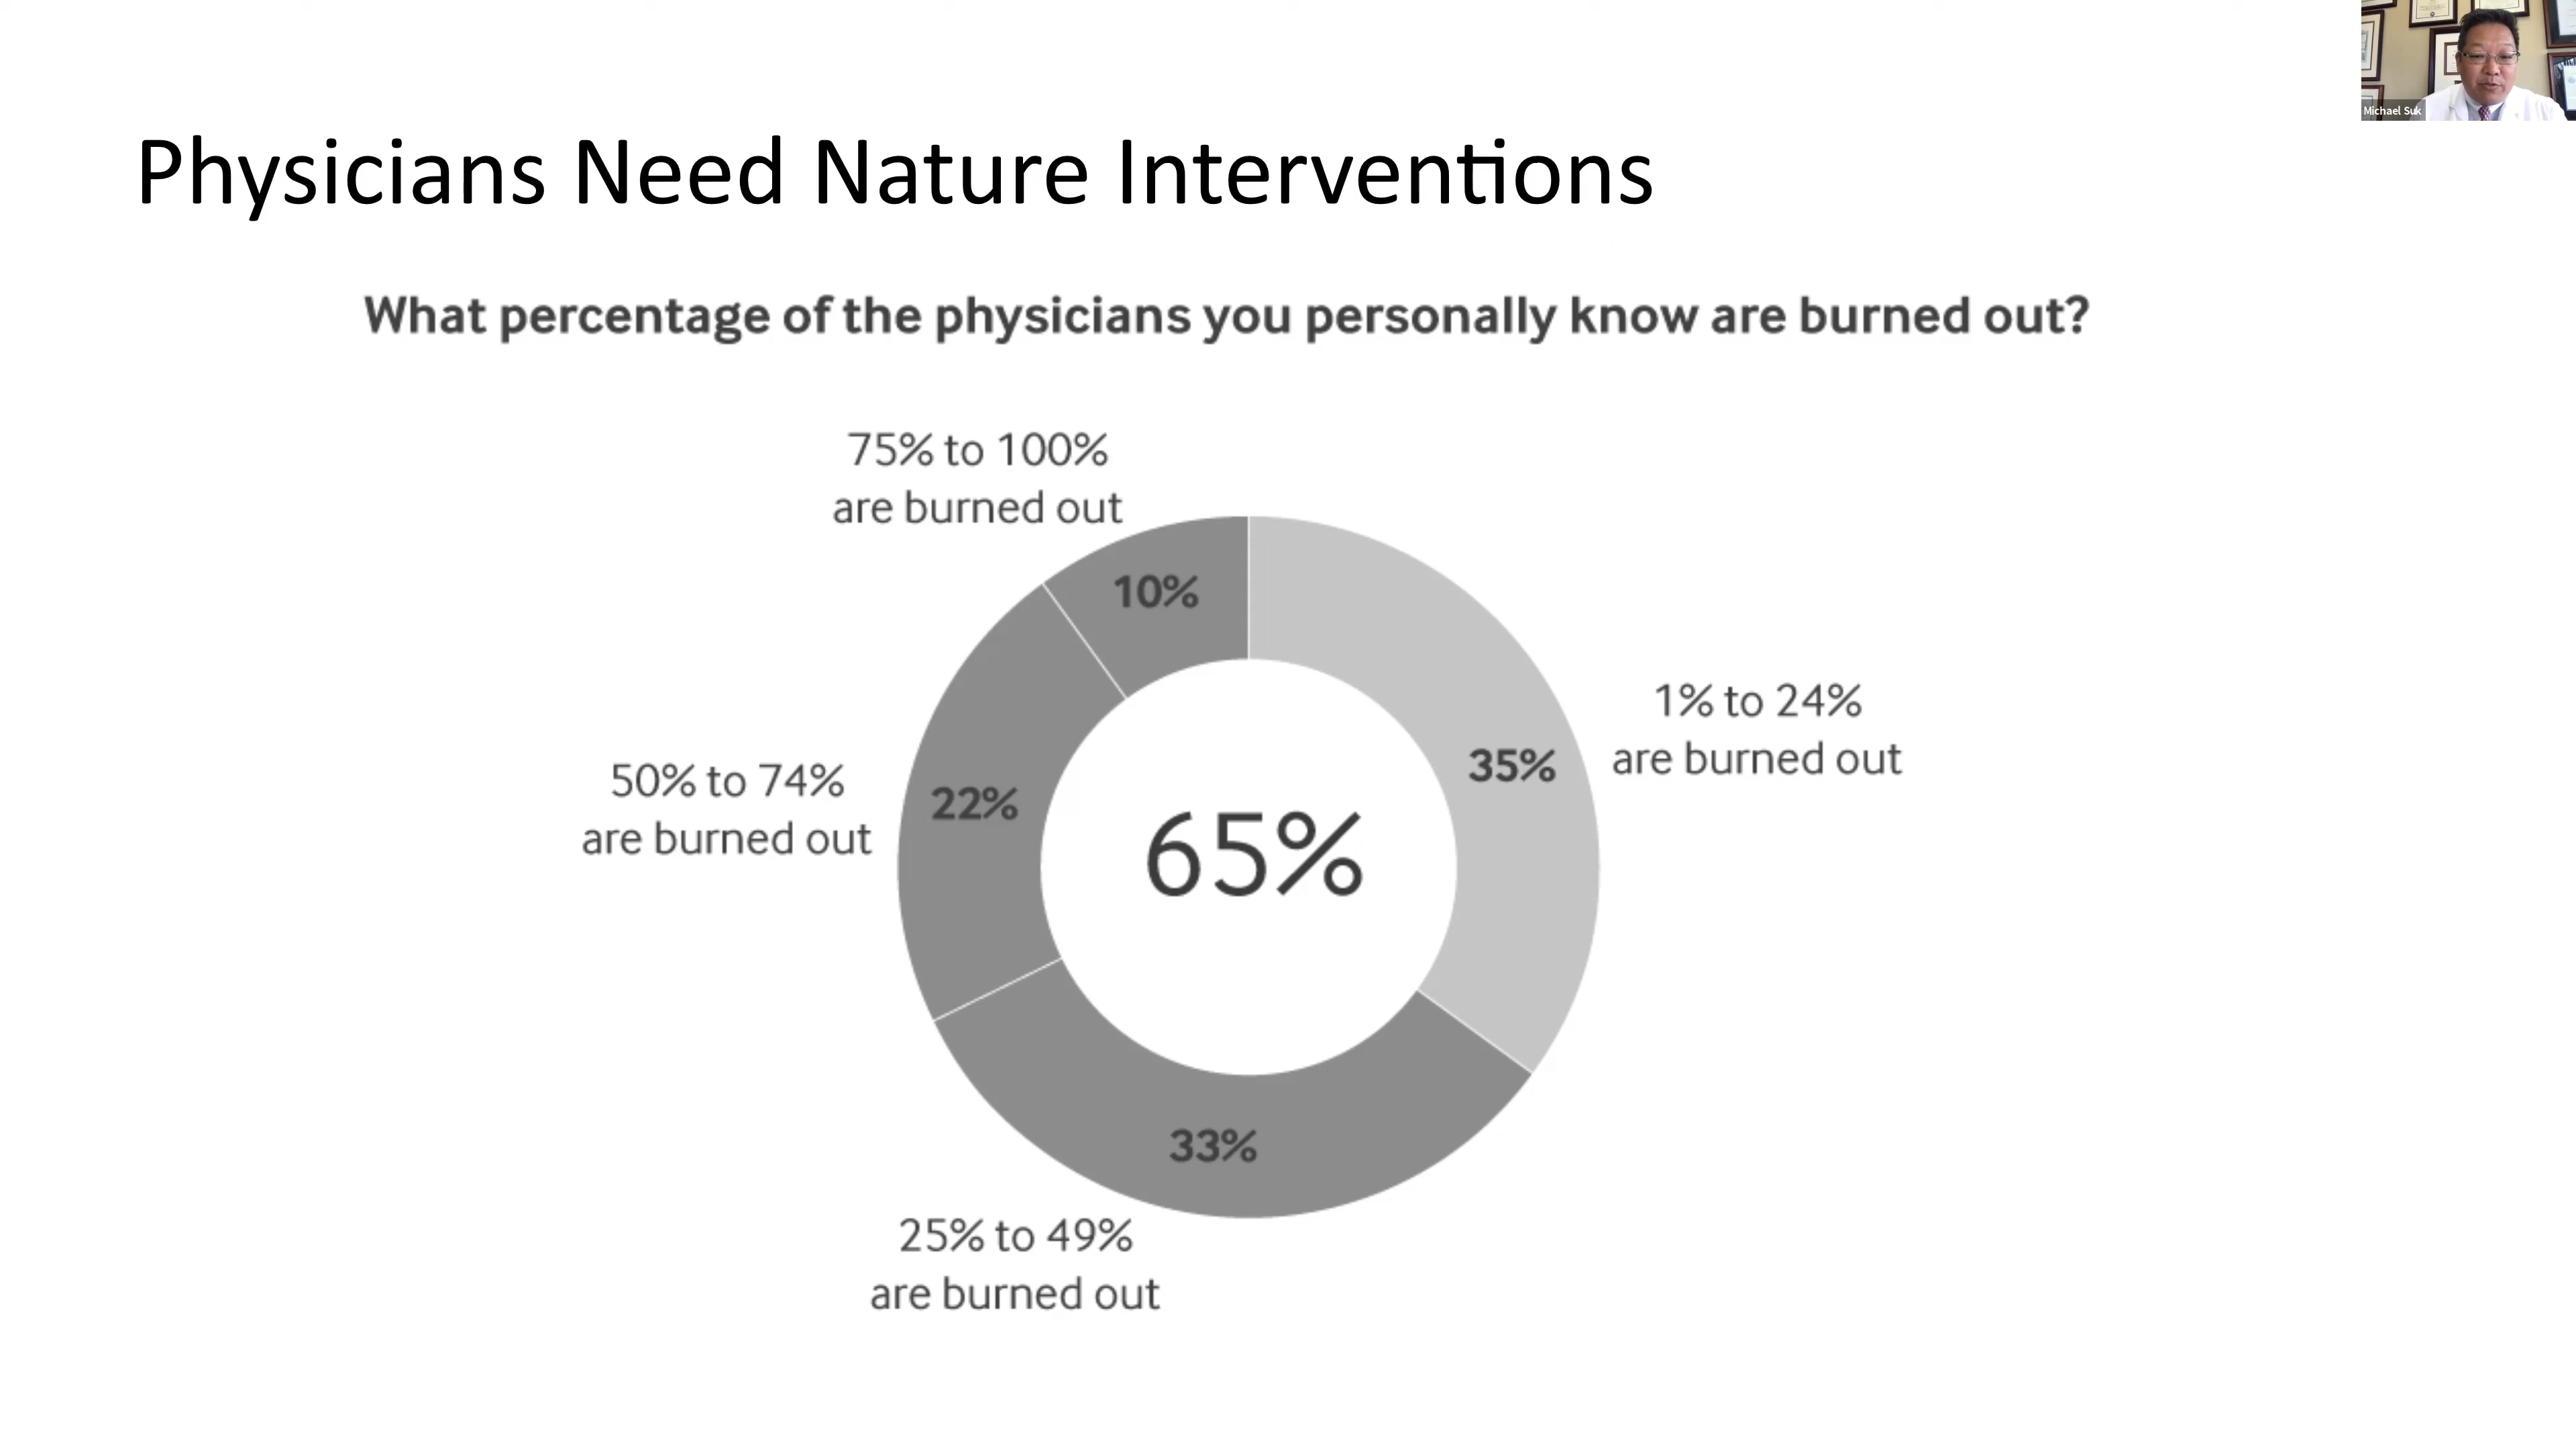 Michael Suk
Physicians Need Nature Interventions
What percentage of the physicians you personally know are burned out?
75% to 100%
are burned out
10%
1% to 24%
are burned out
35%
50% to 74%
are burned out
22%
65%
33%
25% to 49%
are burned out